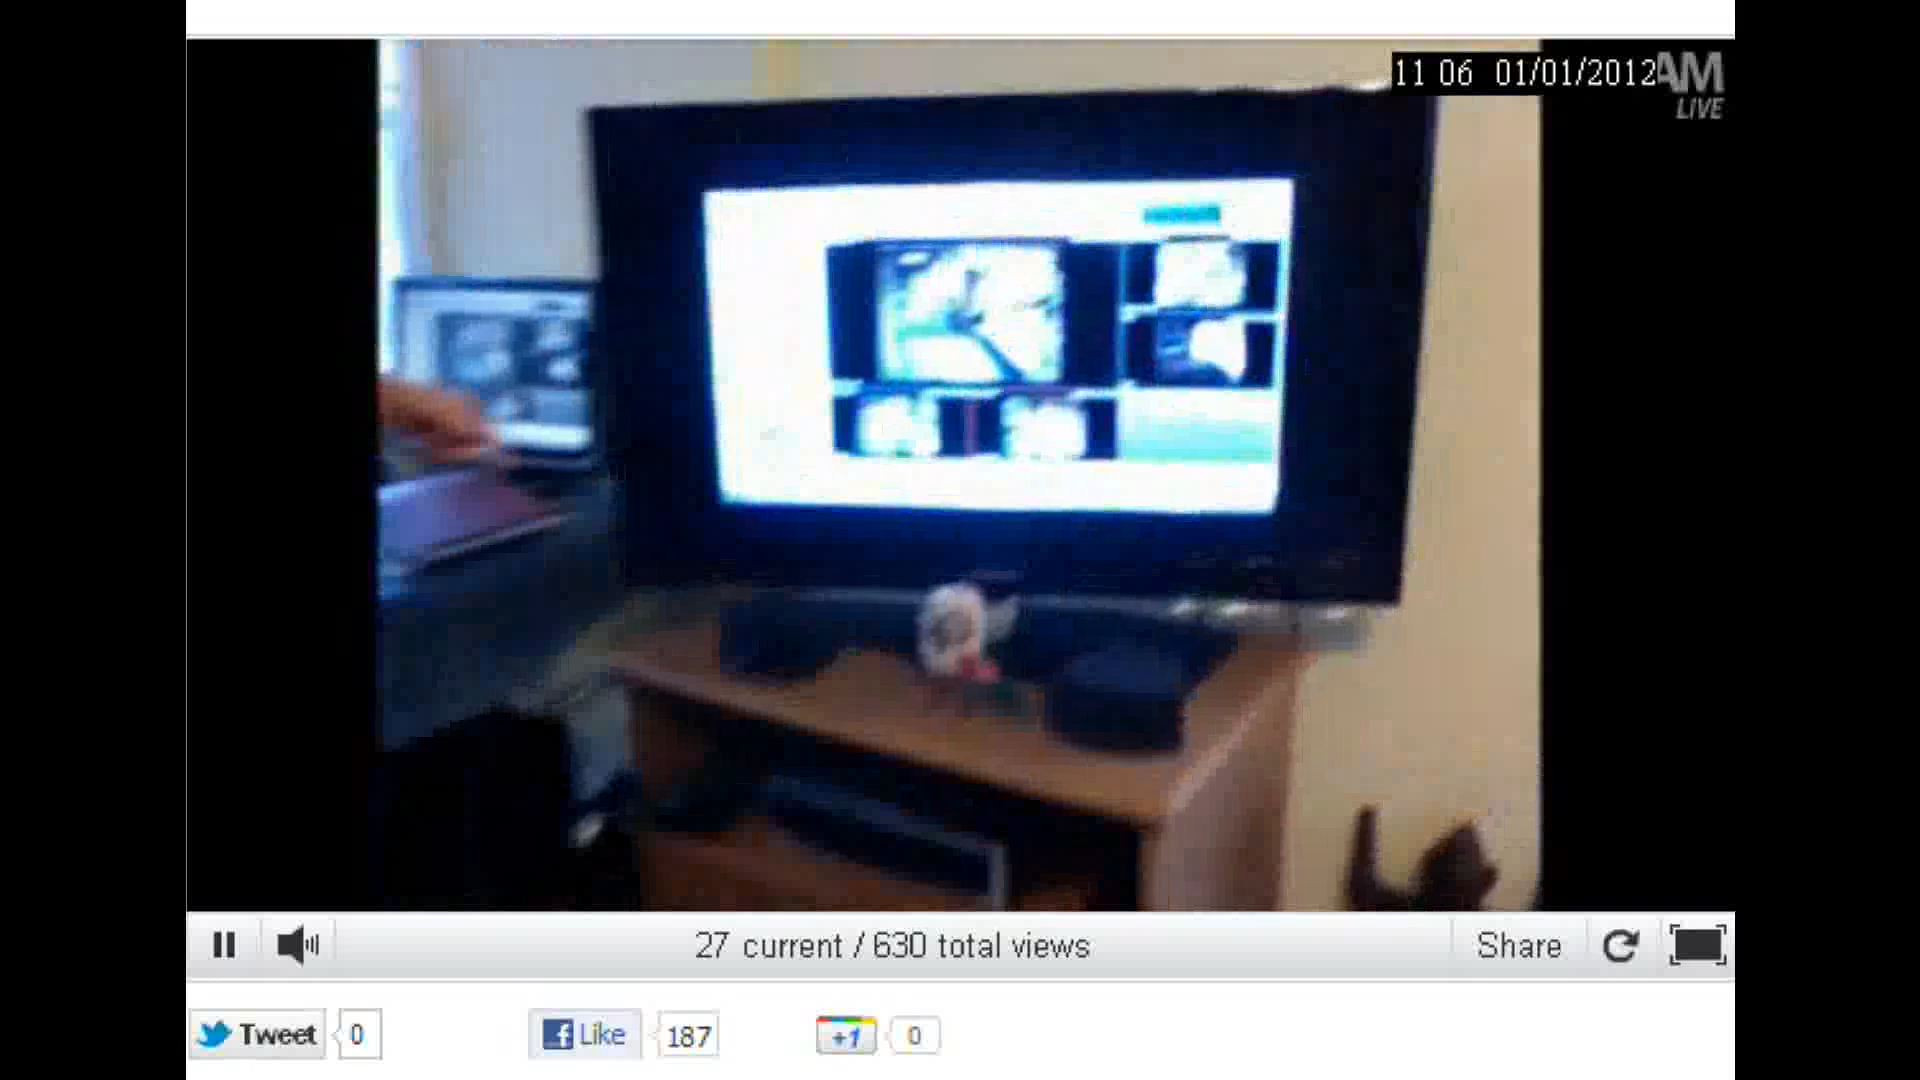 11 06 01/01/2012
AM
LIVE
27 current / 630 total views
Share
Tweet 0
Like 187
+1 0